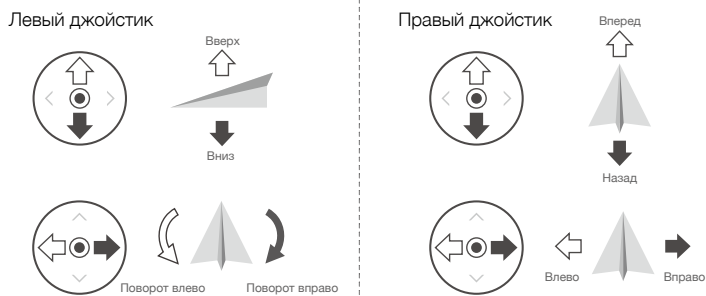 Левый джойстик
Вверх
Вниз
Поворот влево
Поворот вправо
Правый джойстик
Вперед
Назад
Влево
Вправо